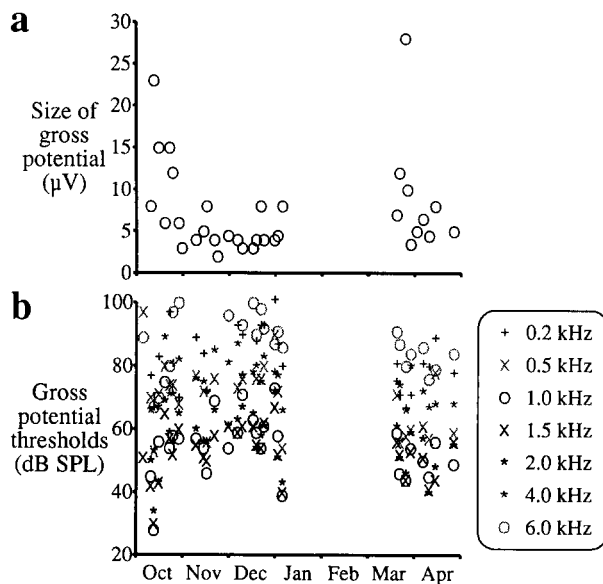 a
30
25
20
15
10
5
0
Size of
gross
potential
(µV)
b
100
80
60
40
20
Gross
potential
thresholds
(dB SPL)
Oct Nov Dec Jan Feb Mar Apr
+ 0.2 kHz
× 0.5 kHz
o 1.0 kHz
× 1.5 kHz
★ 2.0 kHz
★ 4.0 kHz
○ 6.0 kHz